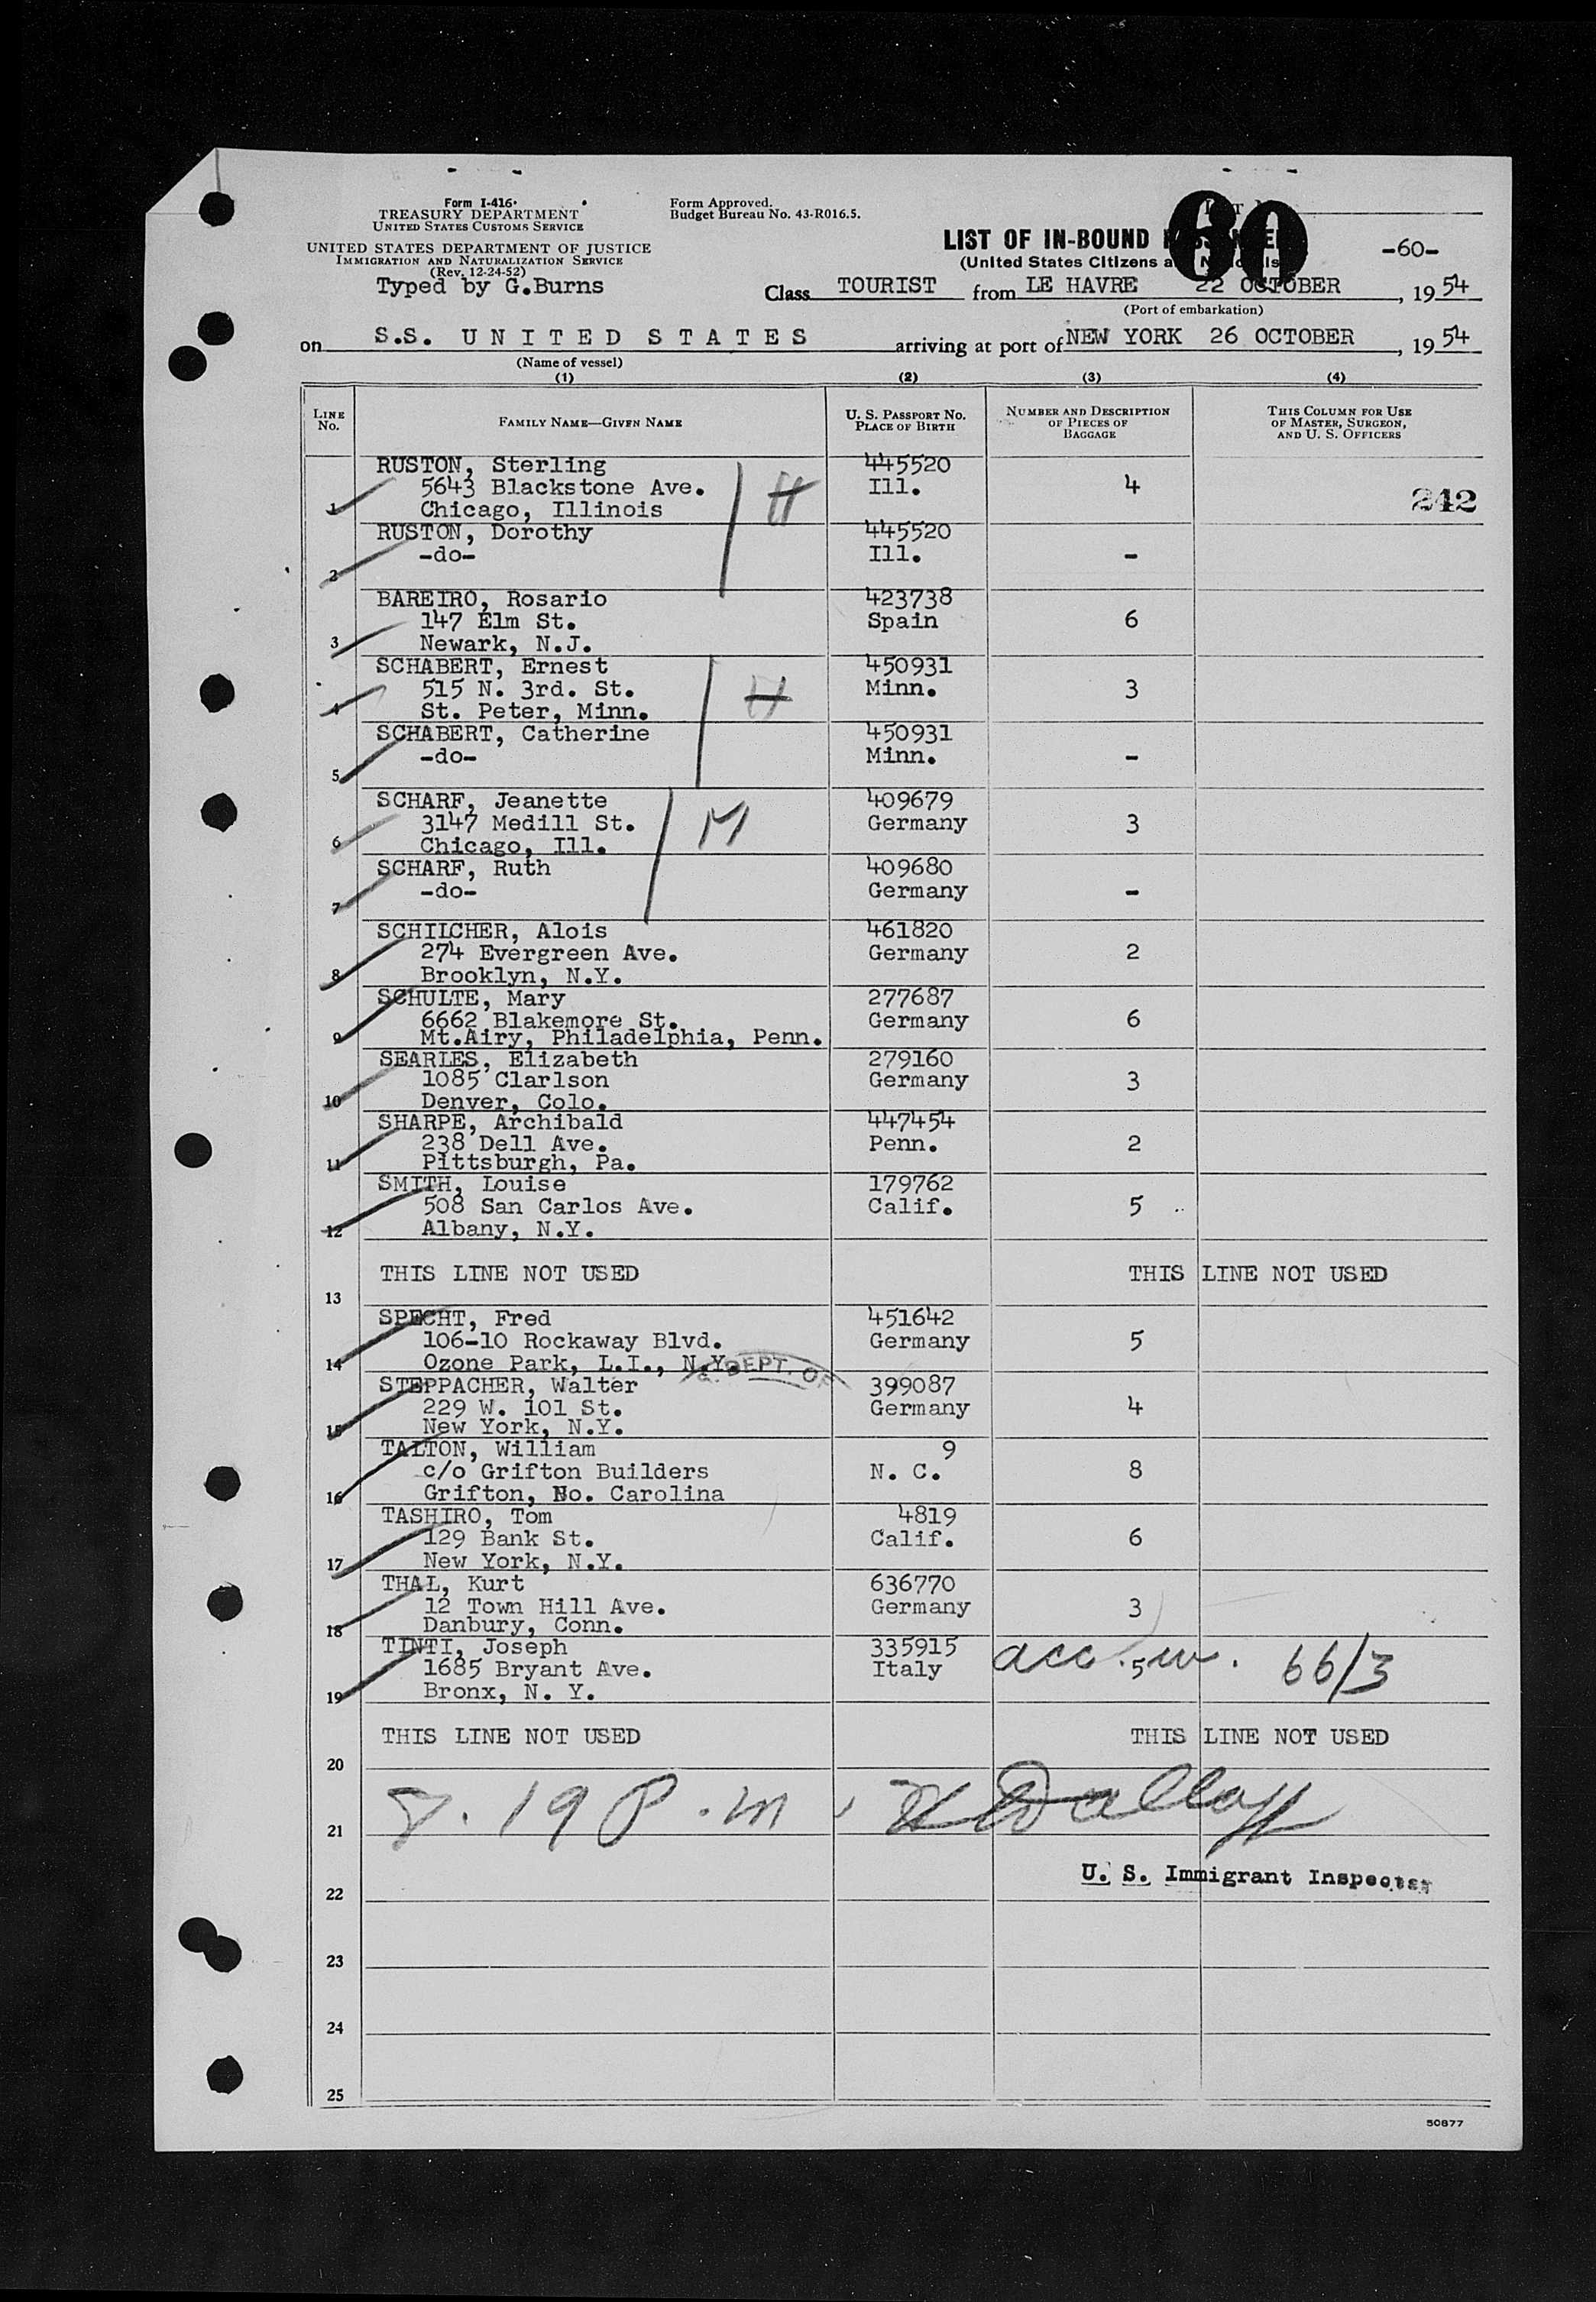 Form I-416
TREASURY DEPARTMENT
UNITED STATES CUSTOMS SERVICE
UNITED STATES DEPARTMENT OF JUSTICE
IMMIGRATION AND NATURALIZATION SERVICE
(Rev. 12-24-52)
Typed by G.Burns
Form Approved.
Budget Bureau No. 43-R016.5.
60
LIST OF IN-BOUND
-60-
(United States Citizens
Class TOURIST from LE HAVRE 22 OCTOBER, 1954
(Port of embarkation)
on S.S. UNITED STATES arriving at port of NEW YORK 26 OCTOBER, 1954
(Name of vessel)
(1) (2) (3) (4)
LINE No. FAMILY NAME—GIVEN NAME U. S. PASSPORT NO. PLACE OF BIRTH NUMBER AND DESCRIPTION OF PIECES OF BAGGAGE THIS COLUMN FOR USE OF MASTER, SURGEON, AND U. S. OFFICERS
RUSTON, Sterling 445520
5643 Blackstone Ave. H Ill. 4
1 Chicago, Illinois 242
RUSTON, Dorothy 445520
-do- Ill. -
2
BAREIRO, Rosario 423738
147 Elm St. Spain 6
3 Newark, N.J.
SCHABERT, Ernest 450931
515 N. 3rd. St. H Minn. 3
4 St. Peter, Minn.
SCHABERT, Catherine 450931
-do- Minn. -
5
SCHARF, Jeanette 409679
3147 Medill St. M Germany 3
6 Chicago, Ill.
SCHARF, Ruth 409680
-do- Germany -
7
SCHILCHER, Alois 461820
274 Evergreen Ave. Germany 2
8 Brooklyn, N.Y.
SCHULTE, Mary 277687
6662 Blakemore St. Germany 6
9 Mt.Airy, Philadelphia, Penn.
SEARLES, Elizabeth 279160
1085 Clarlson Germany 3
10 Denver, Colo.
SHARPE, Archibald 447454
238 Dell Ave. Penn. 2
11 Pittsburgh, Pa.
SMITH, Louise 179762
508 San Carlos Ave. Calif. 5
12 Albany, N.Y.
THIS LINE NOT USED THIS LINE NOT USED
13
SPECHT, Fred 451642
106-10 Rockaway Blvd. Germany 5
14 Ozone Park, L.I., N.Y.
DEPT. OF
STEPPACHER, Walter 399087
229 W. 101 St. Germany 4
15 New York, N.Y.
TALTON, William 9
c/o Grifton Builders N. C. 8
16 Grifton, No. Carolina
TASHIRO, Tom 4819
129 Bank St. Calif. 6
17 New York, N.Y.
THAL, Kurt 636770
12 Town Hill Ave. Germany 3
18 Danbury, Conn.
TINTI, Joseph 335915
1685 Bryant Ave. Italy 5 acc. w. 66/3
19 Bronx, N. Y.
THIS LINE NOT USED THIS LINE NOT USED
20
19 P.m
21
U. S. Immigrant Inspector
22
23
24
25
50877